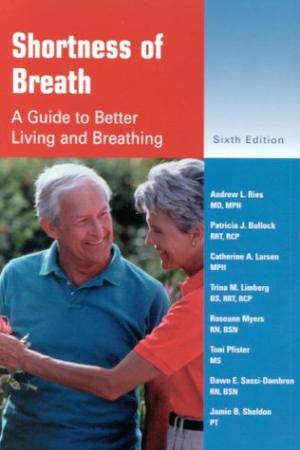 Shortness of
Breath
A Guide to Better
Living and Breathing
Sixth Edition
Andrew L. Ries
MD, MPH
Patricia J. Bullock
RRT, RCP
Catherine A. Larsen
MPH
Trina M. Limberg
BS, RRT, RCP
Roseann Myers
RN, BSN
Toni Pfister
MS
Dawn E. Sassi-Dambron
RN, BSN
Jamie B. Sheldon
PT